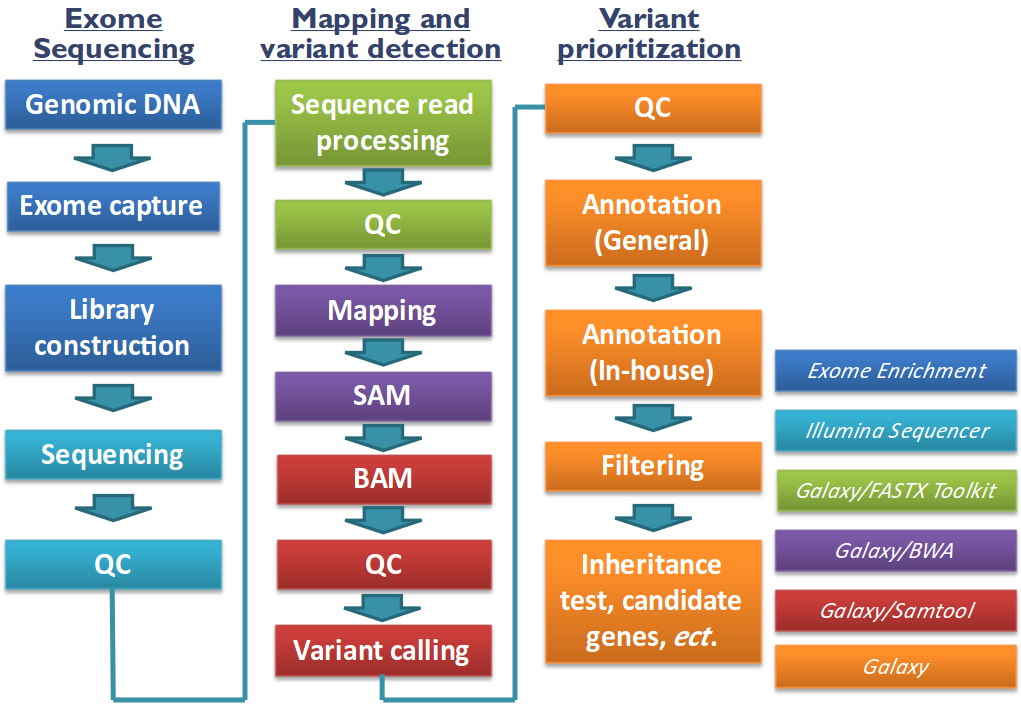 Exome
Sequencing
Genomic DNA
Exome capture
Library
construction
Sequencing
QC
Mapping and
variant detection
Sequence read
processing
QC
Mapping
SAM
BAM
QC
Variant calling
Variant
prioritization
QC
Annotation
(General)
Annotation
(In-house)
Filtering
Inheritance
test, candidate
genes, ect.
Exome Enrichment
Illumina Sequencer
Galaxy/FASTX Toolkit
Galaxy/BWA
Galaxy/Samtool
Galaxy